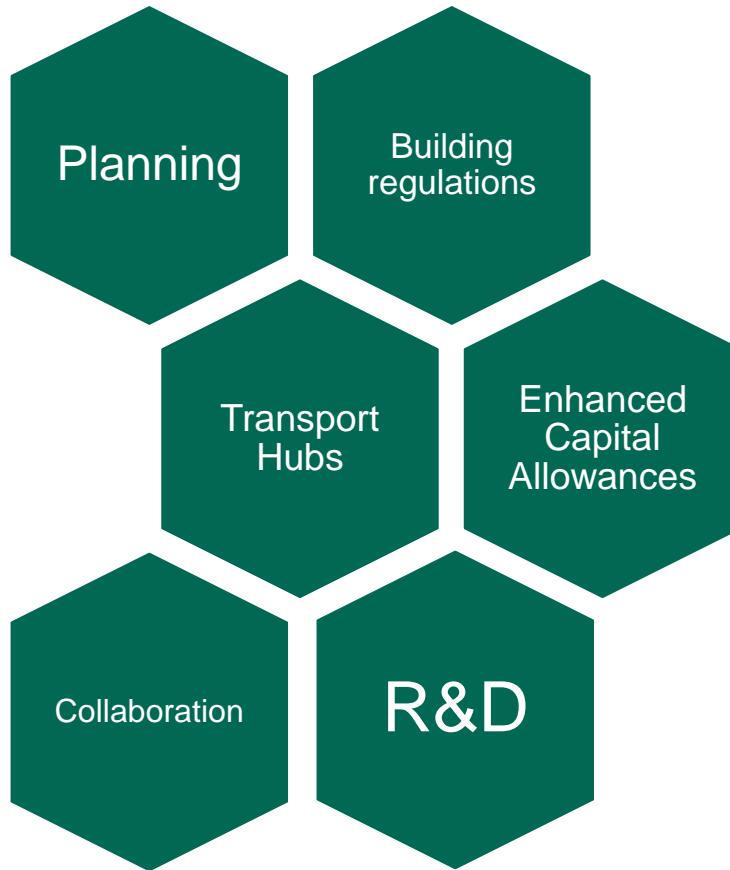 Planning
Building
regulations
Transport
Hubs
Enhanced
Capital
Allowances
Collaboration
R&D